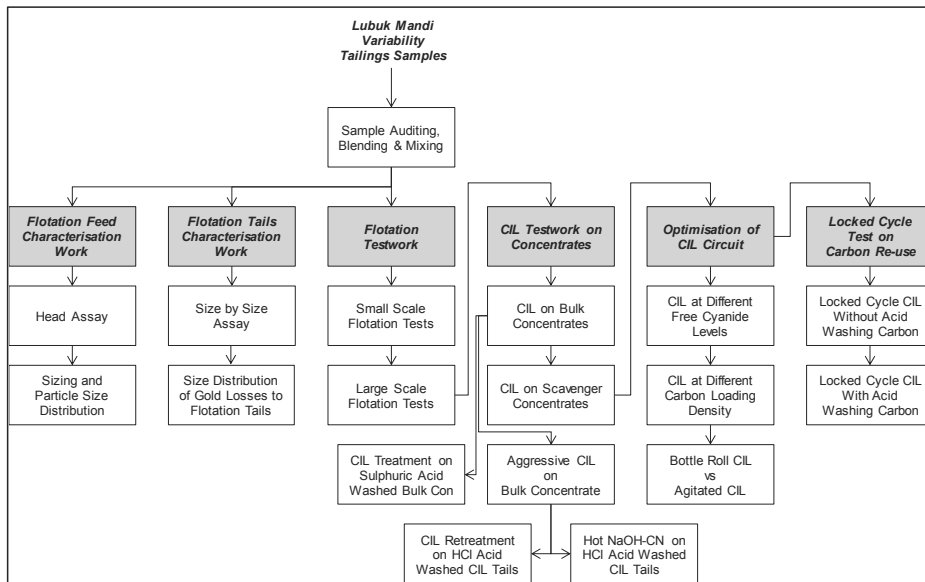 Lubuk Mandi
Variability
Tailings Samples
Sample Auditing,
Blending & Mixing
Flotation Feed
Characterisation
Work
Flotation Tails
Characterisation
Work
Flotation
Testwork
CIL Testwork on
Concentrates
Optimisation of
CIL Circuit
Locked Cycle
Test on
Carbon Re-use
Head Assay
Size by Size
Assay
Small Scale
Flotation Tests
CIL on Bulk
Concentrates
CIL at Different
Free Cyanide
Levels
Locked Cycle CIL
Without Acid
Washing Carbon
Sizing and
Particle Size
Distribution
Size Distribution
of Gold Losses to
Flotation Tails
Large Scale
Flotation Tests
CIL on Scavenger
Concentrates
CIL at Different
Carbon Loading
Density
Locked Cycle CIL
With Acid
Washing Carbon
CIL Treatment on
Sulphuric Acid
Washed Bulk Con
Aggressive CIL
on
Bulk Concentrate
Bottle Roll CIL
vs
Agitated CIL
CIL Retreatment
on HCl Acid
Washed CIL Tails
Hot NaOH-CN on
HCl Acid Washed
CIL Tails